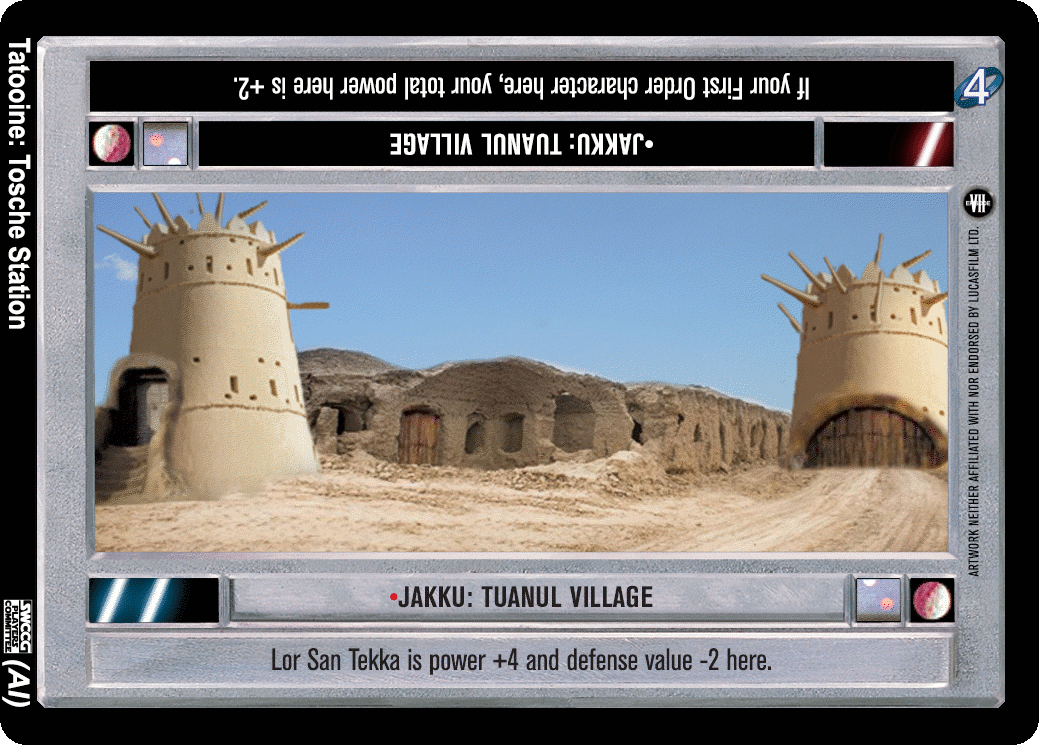 If your First Order character here, your total power here is +2.
•JAKKU: TUANUL VILLAGE
4
EPISODE
VII
ARTWORK NEITHER AFFILIATED WITH NOR ENDORSED BY LUCASFILM LTD.
•JAKKU: TUANUL VILLAGE
Lor San Tekka is power +4 and defense value -2 here.
Tatooine: Tosche Station
SWCCG
PLAYERS
COMMITTEE
(AI)